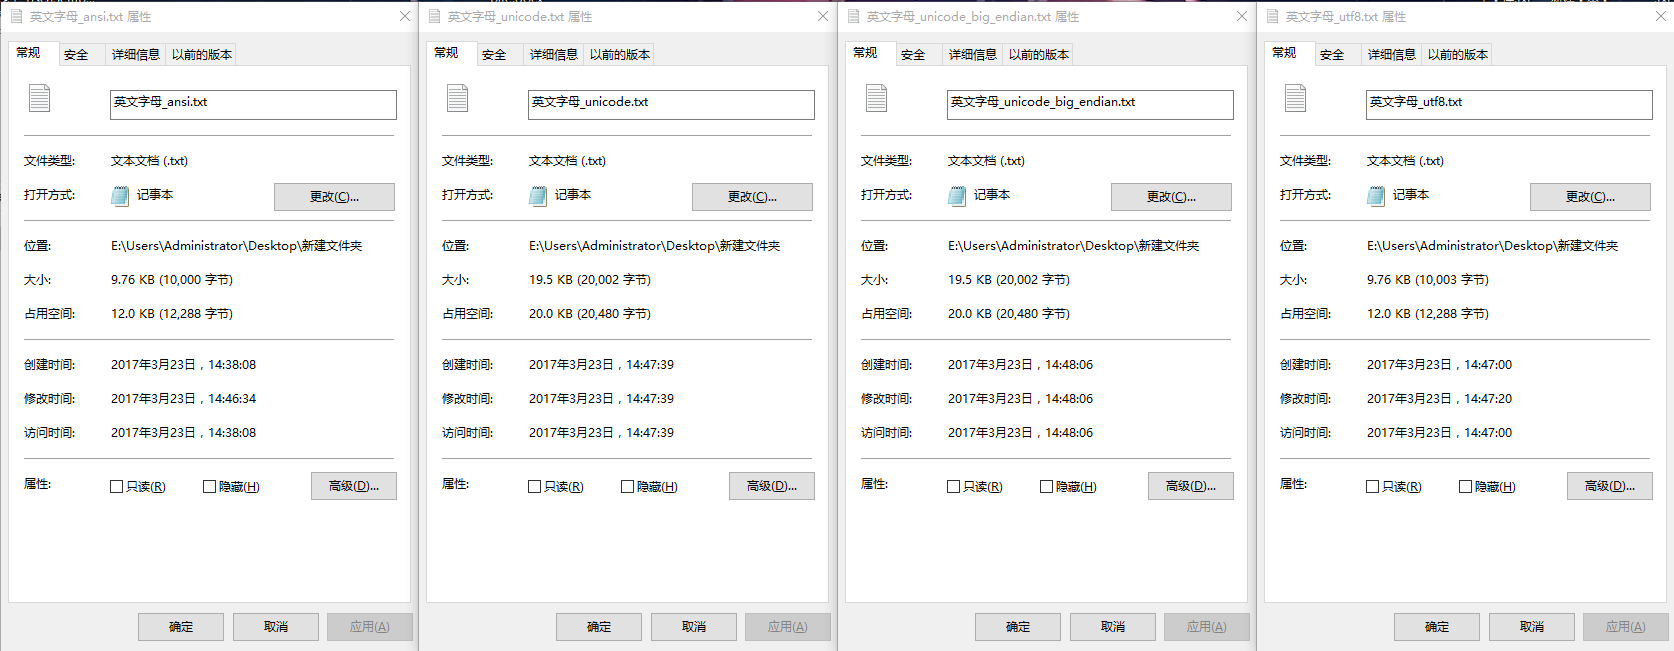 英文字母_ansi.txt 属性
常规 安全 详细信息 以前的版本
英文字母_ansi.txt
文件类型: 文本文档 (.txt)
打开方式: 记事本 更改(C)...
位置: E:\Users\Administrator\Desktop\新建文件夹
大小: 9.76 KB (10,000 字节)
占用空间: 12.0 KB (12,288 字节)
创建时间: 2017年3月23日，14:38:08
修改时间: 2017年3月23日，14:46:34
访问时间: 2017年3月23日，14:38:08
属性: 只读(R) 隐藏(H) 高级(D)...
确定 取消 应用(A)
英文字母_unicode.txt 属性
常规 安全 详细信息 以前的版本
英文字母_unicode.txt
文件类型: 文本文档 (.txt)
打开方式: 记事本 更改(C)...
位置: E:\Users\Administrator\Desktop\新建文件夹
大小: 19.5 KB (20,002 字节)
占用空间: 20.0 KB (20,480 字节)
创建时间: 2017年3月23日，14:47:39
修改时间: 2017年3月23日，14:47:39
访问时间: 2017年3月23日，14:47:39
属性: 只读(R) 隐藏(H) 高级(D)...
确定 取消 应用(A)
英文字母_unicode_big_endian.txt 属性
常规 安全 详细信息 以前的版本
英文字母_unicode_big_endian.txt
文件类型: 文本文档 (.txt)
打开方式: 记事本 更改(C)...
位置: E:\Users\Administrator\Desktop\新建文件夹
大小: 19.5 KB (20,002 字节)
占用空间: 20.0 KB (20,480 字节)
创建时间: 2017年3月23日，14:48:06
修改时间: 2017年3月23日，14:48:06
访问时间: 2017年3月23日，14:48:06
属性: 只读(R) 隐藏(H) 高级(D)...
确定 取消 应用(A)
英文字母_utf8.txt 属性
常规 安全 详细信息 以前的版本
英文字母_utf8.txt
文件类型: 文本文档 (.txt)
打开方式: 记事本 更改(C)...
位置: E:\Users\Administrator\Desktop\新建文件夹
大小: 9.76 KB (10,003 字节)
占用空间: 12.0 KB (12,288 字节)
创建时间: 2017年3月23日，14:47:00
修改时间: 2017年3月23日，14:47:20
访问时间: 2017年3月23日，14:47:00
属性: 只读(R) 隐藏(H) 高级(D)...
确定 取消 应用(A)